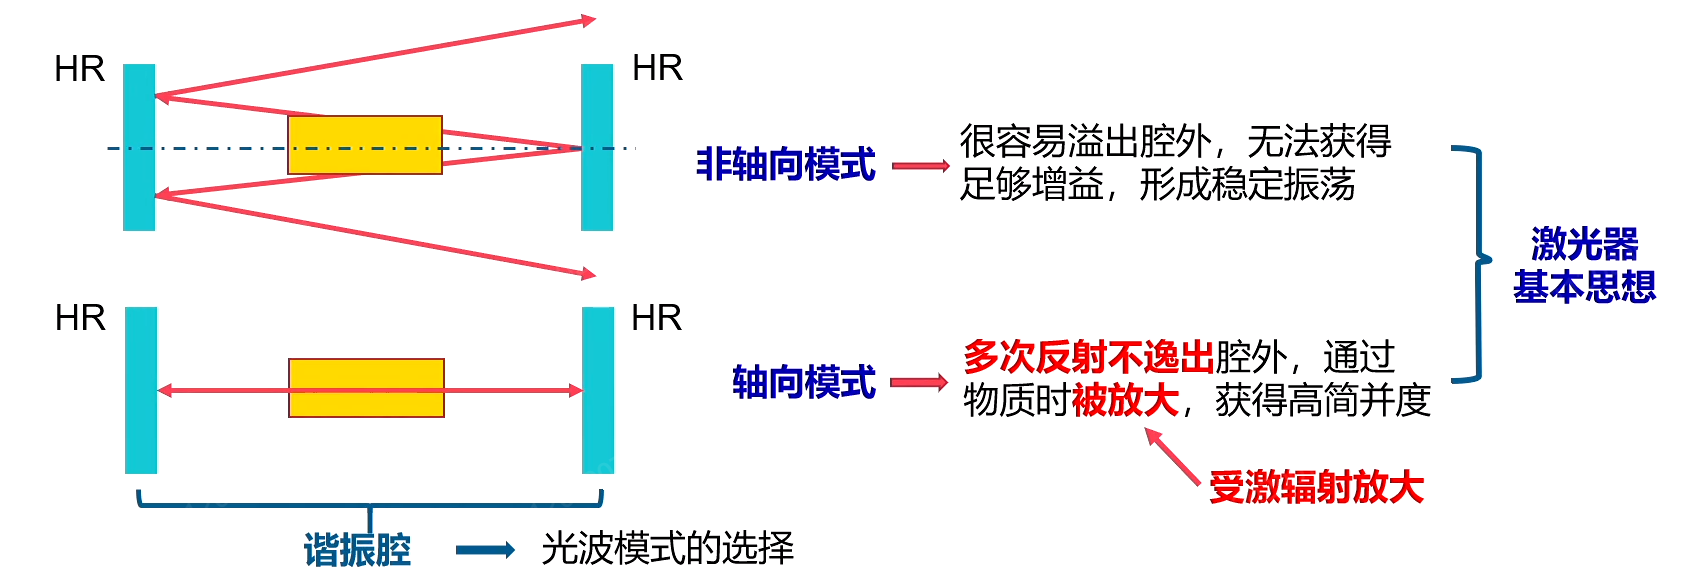 HR
HR
非轴向模式
很容易溢出腔外，无法获得
足够增益，形成稳定振荡
激光器
基本思想
HR
HR
轴向模式
多次反射不逸出腔外，通过
物质时被放大，获得高简并度
受激辐射放大
谐振腔
光波模式的选择